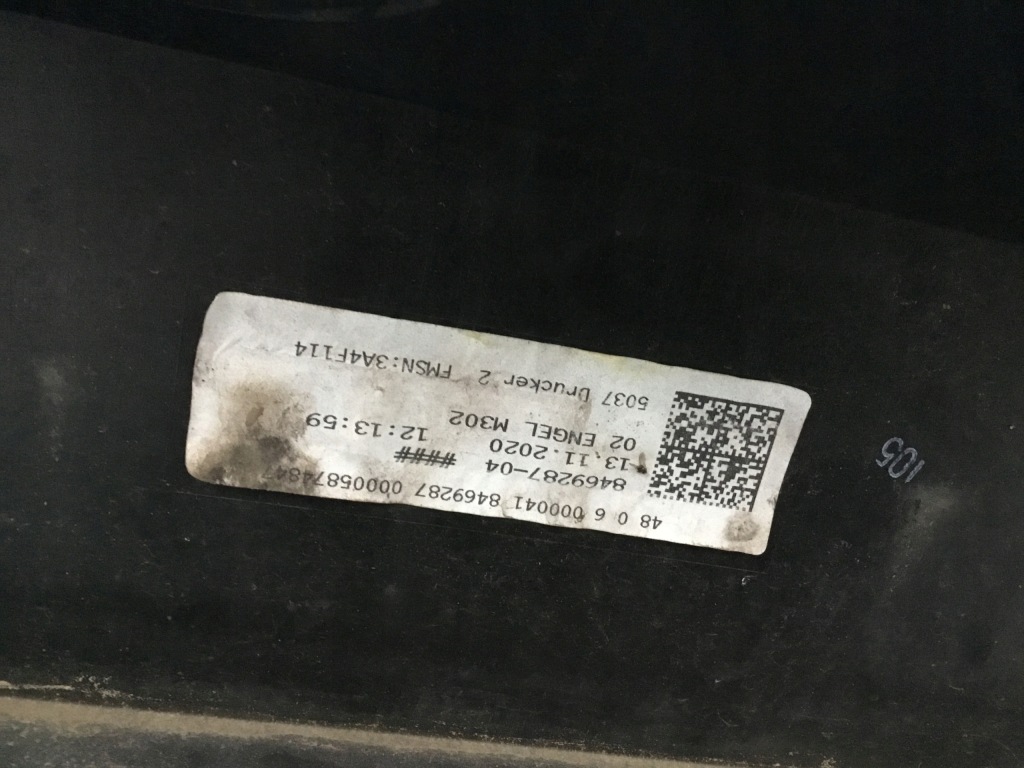 48 0 6 000041 8469287 0000587484
8469287-04 ####
13.11.2020 12:13:59
02 ENGEL M302
5037 Drucker 2 FMSN:3A4F114
105